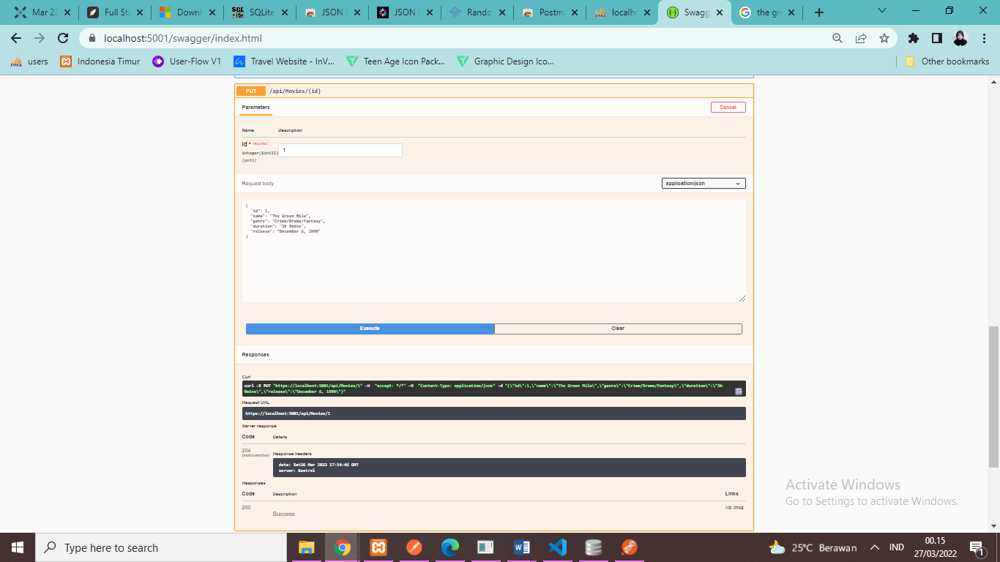 Mar 22
Full Sta
Downl
SQLite
JSON
JSON
Rando
Postma
localho
Swagg
the gre
localhost:5001/swagger/index.html
users
Indonesia Timur
User-Flow V1
Travel Website - InV...
Teen Age Icon Pack...
Graphic Design Ico...
Other bookmarks
PUT /api/Movies/{id}
Parameters
Cancel
Name Description
id * required
integer($int32)
(path)
1
Request body
application/json
{
"id": 1,
"name": "The Green Mile",
"genre": "Crime/Drama/Fantasy",
"duration": "3h 9mins",
"release": "December 6, 1999"
}
Execute
Clear
Responses
Curl
curl -X PUT "https://localhost:5001/api/Movies/1" -H "accept: */*" -H "Content-Type: application/json" -d "{\"id\":1,\"name\":\"The Green Mile\",\"genre\":\"Crime/Drama/Fantasy\",\"duration\":\"3h
9mins\",\"release\":\"December 6, 1999\"}"
Request URL
https://localhost:5001/api/Movies/1
Server response
Code Details
204
Undocumented
Response headers
date: Sat26 Mar 2022 17:14:46 GMT
server: Kestrel
Responses
Code Description Links
200
Success
No links
Activate Windows
Go to Settings to activate Windows.
Type here to search
25°C Berawan
IND
00.15
27/03/2022
1